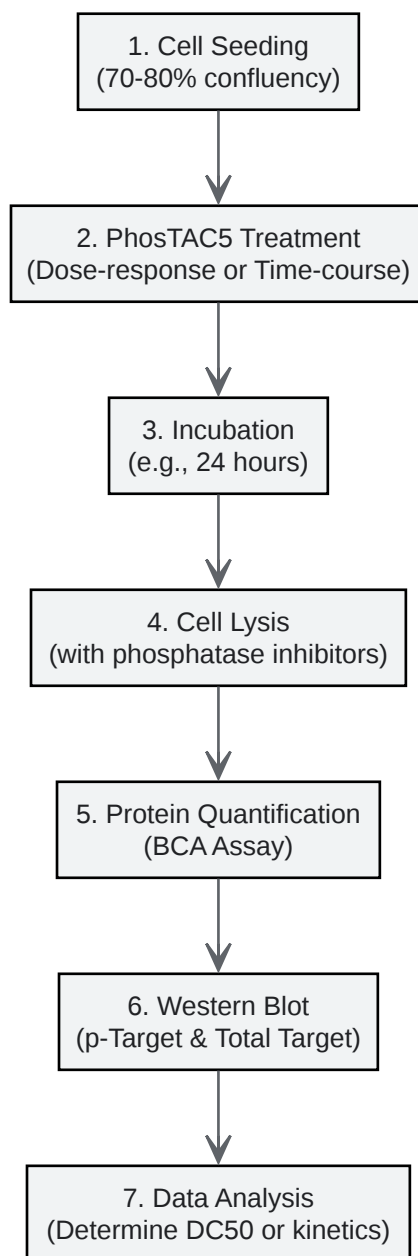 1. Cell Seeding
(70-80% confluency)
2. PhosTAC5 Treatment
(Dose-response or Time-course)
3. Incubation
(e.g., 24 hours)
4. Cell Lysis
(with phosphatase inhibitors)
5. Protein Quantification
(BCA Assay)
6. Western Blot
(p-Target & Total Target)
7. Data Analysis
(Determine DC50 or kinetics)